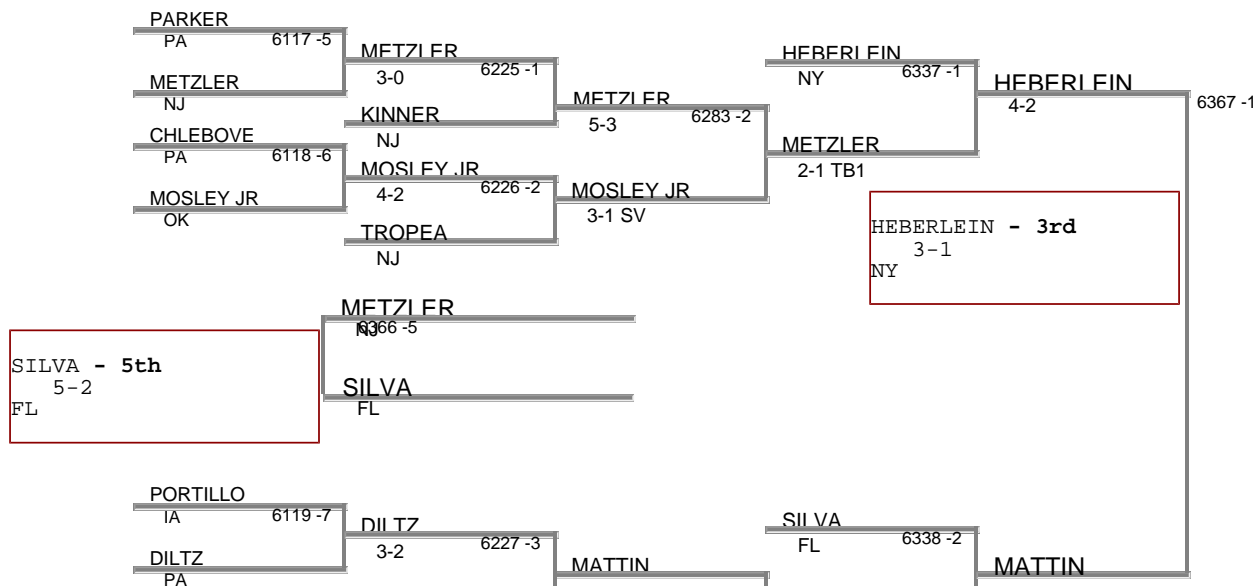 PARKER
PA 6117 -5
METZLER
3-0 6225 -1
HEBERLEIN
NY 6337 -1
HEBERLEIN
4-2 6367 -1
METZLER
NJ
KINNER
NJ
METZLER
5-3 6283 -2
CHLEBOVE
PA 6118 -6
METZLER
2-1 TB1
MOSLEY JR
4-2 6226 -2
MOSLEY JR
OK
MOSLEY JR
3-1 SV
TROPEA
NJ
HEBERLEIN - 3rd
3-1
NY
METZLER
NJ
6366 -5
SILVA - 5th
5-2
FL
SILVA
FL
PORTILLO
IA 6119 -7
DILTZ
3-2 6227 -3
SILVA
FL 6338 -2
DILTZ
PA
MATTIN
MATTIN